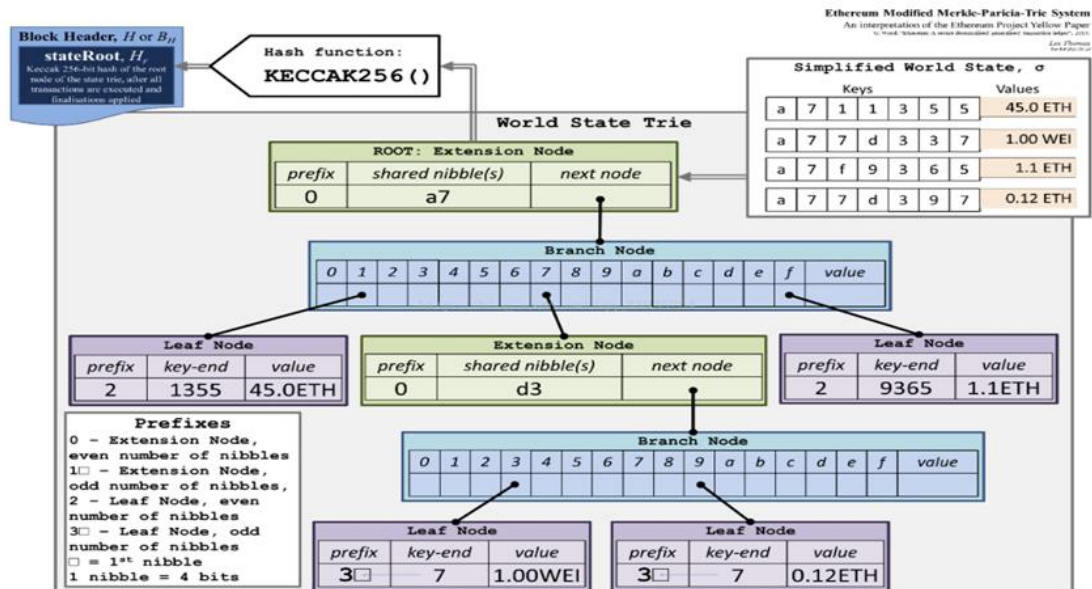 Ethereum Modified Merkle-Paricia-Trie System
An interpretation of the Ethereum Project Yellow Paper
Block Header, H or B_H
stateRoot, H_r
Keccak 256-bit hash of the root
node of the state trie, after all
transactions are executed and
finalisations applied
Hash function:
KECCAK256()
Simplified World State, σ
Keys Values
a 7 1 1 3 5 5 45.0 ETH
a 7 7 d 3 3 7 1.00 WEI
a 7 f 9 3 6 5 1.1 ETH
a 7 7 d 3 9 7 0.12 ETH
World State Trie
ROOT: Extension Node
prefix shared nibble(s) next node
0 a7
Branch Node
0 1 2 3 4 5 6 7 8 9 a b c d e f value
Leaf Node
prefix key-end value
2 1355 45.0ETH
Extension Node
prefix shared nibble(s) next node
0 d3
Leaf Node
prefix key-end value
2 9365 1.1ETH
Prefixes
0 - Extension Node,
even number of nibbles
1□ - Extension Node,
odd number of nibbles,
2 - Leaf Node, even
number of nibbles
3□ - Leaf Node, odd
number of nibbles
□ = 1st nibble
1 nibble = 4 bits
Branch Node
0 1 2 3 4 5 6 7 8 9 a b c d e f value
Leaf Node
prefix key-end value
3□ 7 1.00WEI
Leaf Node
prefix key-end value
3□ 7 0.12ETH